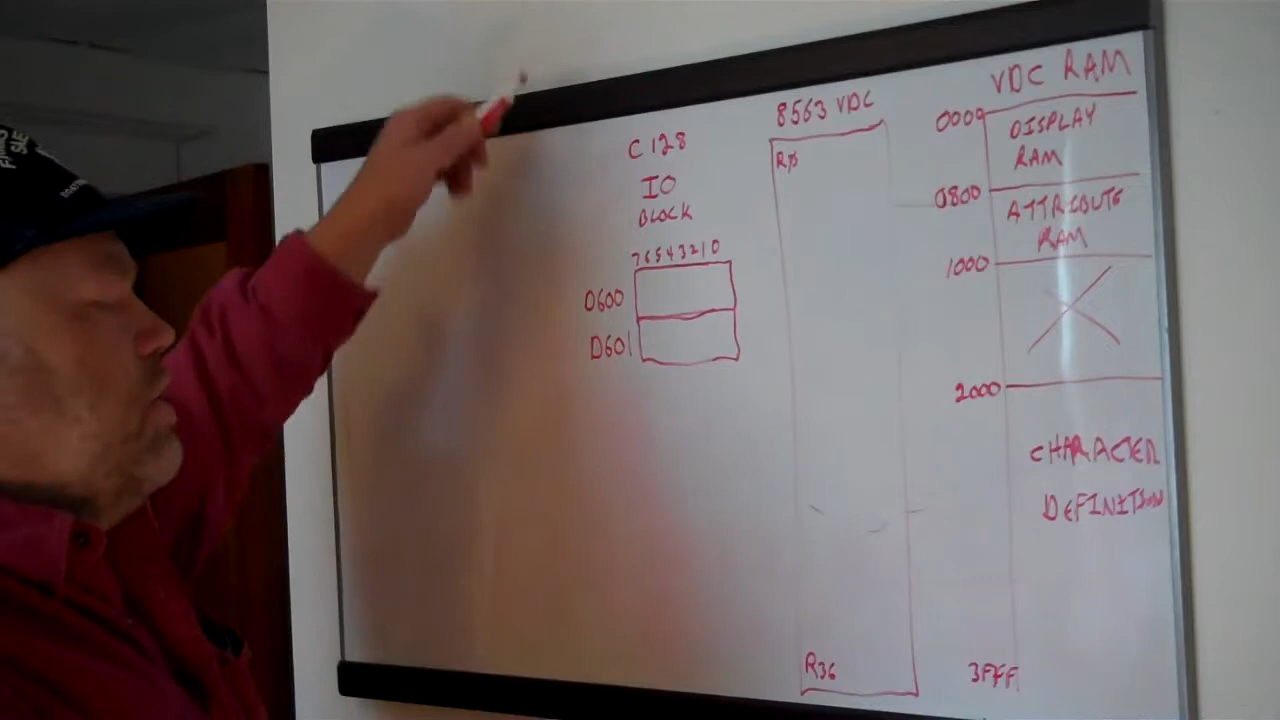 C128
IO
BLOCK
76543210
D600
D601
8563 VDC
RØ
R36
VDC RAM
0000
DISPLAY
RAM
0800
ATTRIBUTE
RAM
1000
2000
CHARACTER
DEFINITION
3FFF